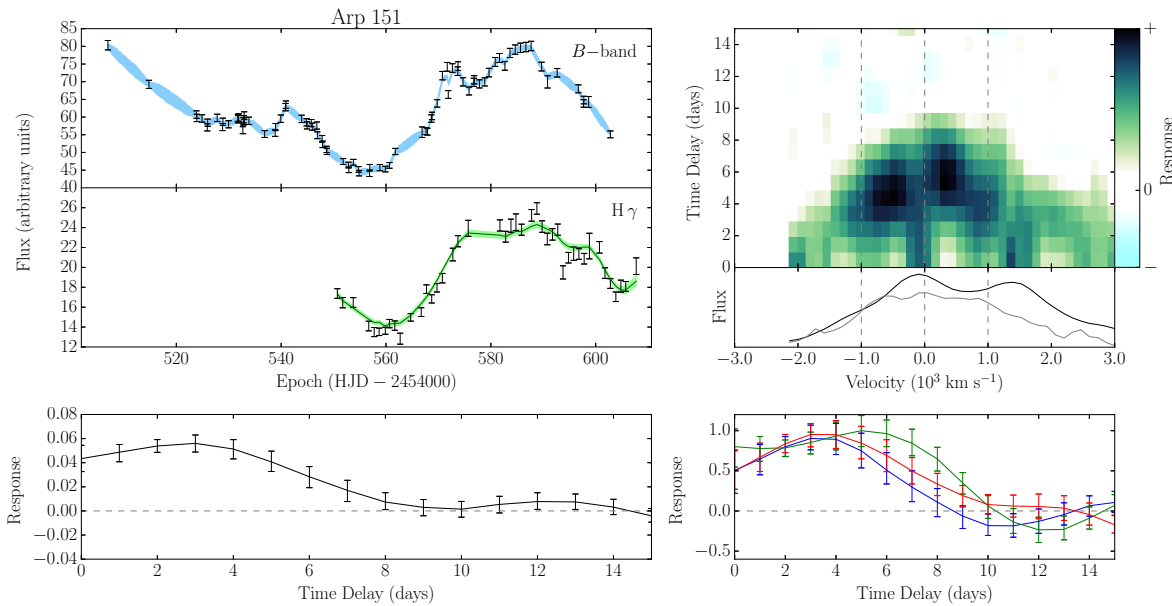 Arp 151
B−band
85
80
75
70
65
60
55
50
45
40
Hγ
26
24
22
20
18
16
14
12
Flux (arbitrary units)
520 540 560 580 600
Epoch (HJD − 2454000)
14
12
10
8
6
4
2
0
Time Delay (days)
+
0
−
Response
Flux
−3.0 −2.0 −1.0 0.0 1.0 2.0 3.0
Velocity (10³ km s⁻¹)
0.08
0.06
0.04
0.02
0.00
−0.02
−0.04
Response
0 2 4 6 8 10 12 14
Time Delay (days)
1.0
0.5
0.0
−0.5
Response
0 2 4 6 8 10 12 14
Time Delay (days)